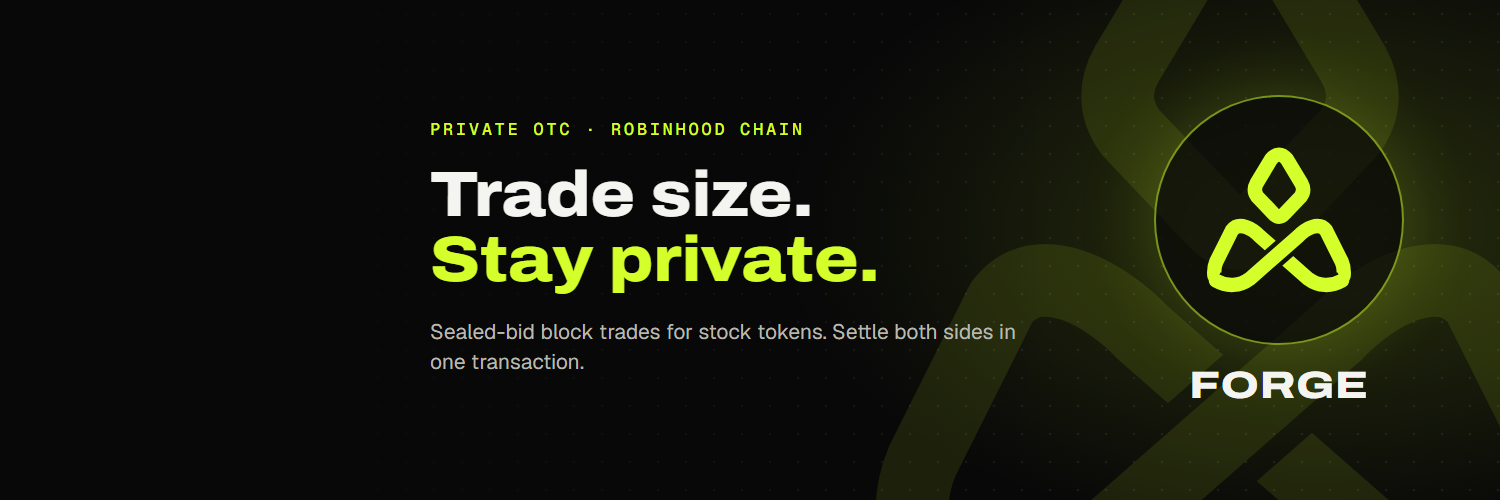 PRIVATE OTC · ROBINHOOD CHAIN
Trade size.
Stay private.
Sealed-bid block trades for stock tokens. Settle both sides in
one transaction.
FORGE